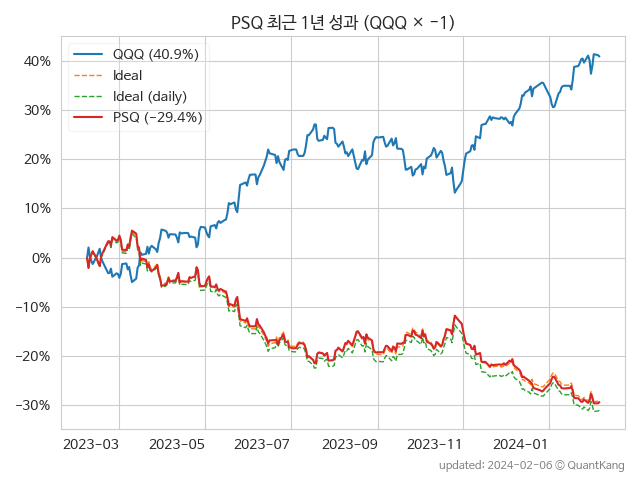 PSQ 최근 1년 성과 (QQQ × −1)
QQQ (40.9%)
Ideal
Ideal (daily)
PSQ (−29.4%)
40%
30%
20%
10%
0%
−10%
−20%
−30%
2023-03 2023-05 2023-07 2023-09 2023-11 2024-01
updated: 2024-02-06 © QuantKang